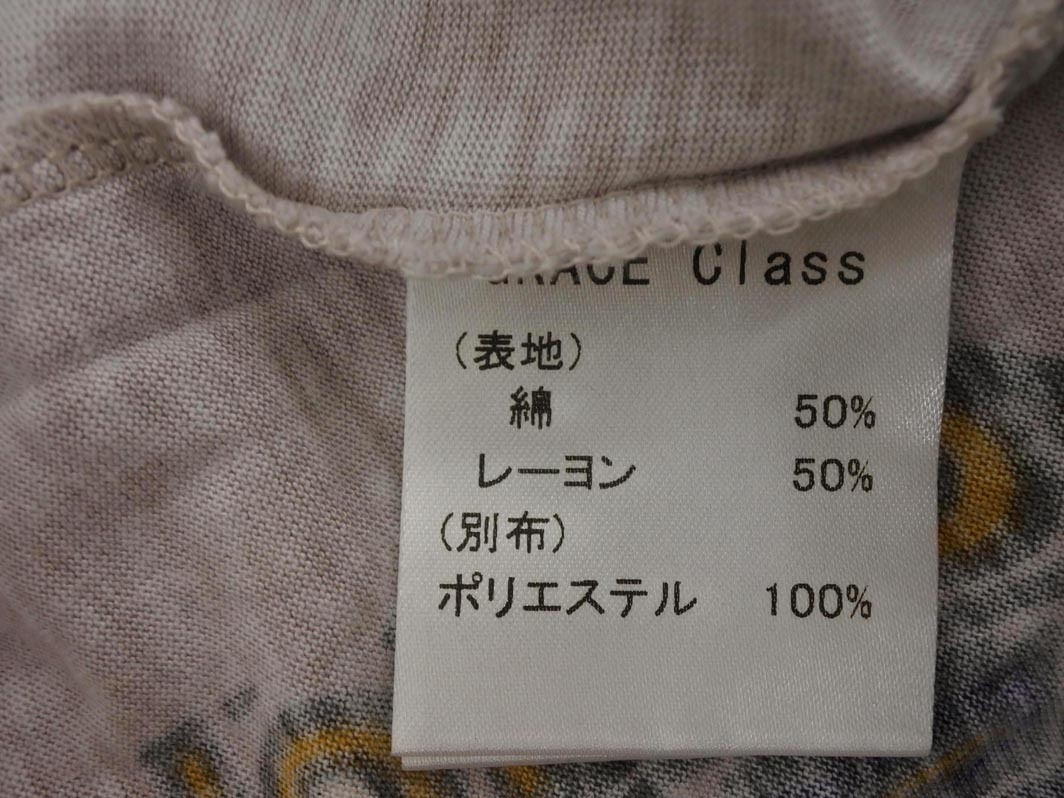 GRACE Class
(表地)
綿 50%
レーヨン 50%
(別布)
ポリエステル 100%